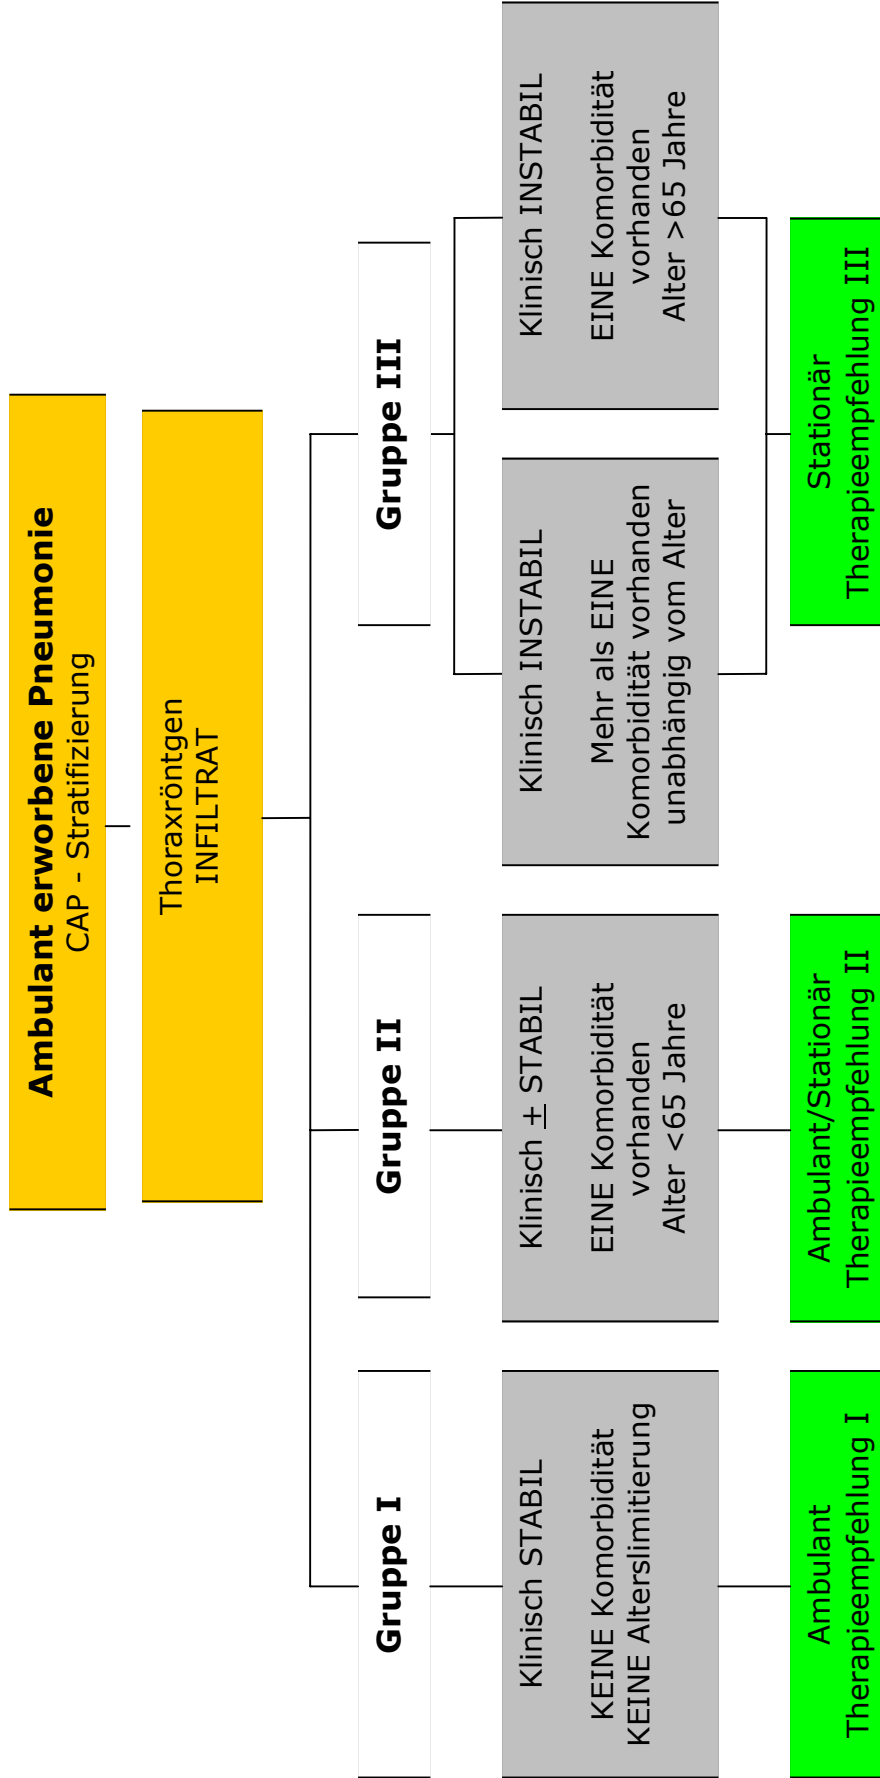 Ambulant erworbene Pneumonie
CAP - Stratifizierung
Thoraxröntgen
INFILTRAT
Gruppe I
Gruppe II
Gruppe III
Klinisch STABIL
KEINE Komorbidität
KEINE Alterslimitierung
Klinisch ± STABIL
EINE Komorbidität
vorhanden
Alter <65 Jahre
Klinisch INSTABIL
Mehr als EINE
Komorbidität vorhanden
unabhängig vom Alter
Klinisch INSTABIL
EINE Komorbidität
vorhanden
Alter >65 Jahre
Ambulant
Therapieempfehlung I
Ambulant/Stationär
Therapieempfehlung II
Stationär
Therapieempfehlung III